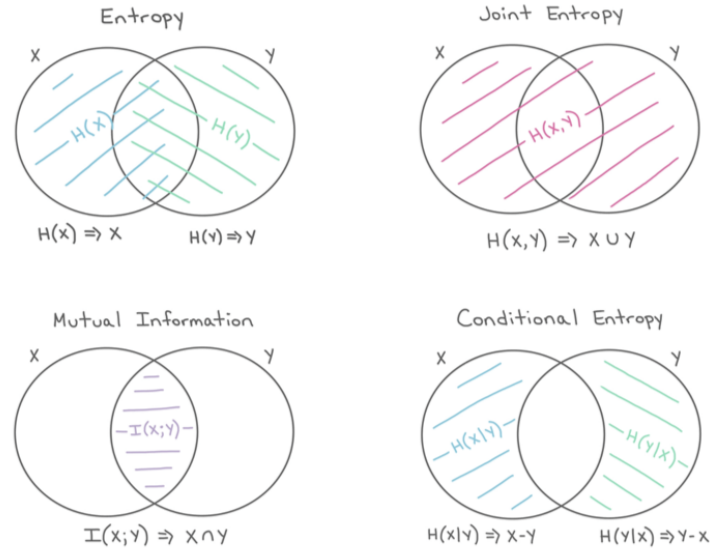 Entropy
X
Y
H(X)
H(Y)
H(X) ⇒ X
H(Y) ⇒ Y
Joint Entropy
X
Y
H(X,Y)
H(X,Y) ⇒ X ∪ Y
Mutual Information
X
Y
I(X;Y)
I(X;Y) ⇒ X ∩ Y
Conditional Entropy
X
Y
H(X|Y)
H(Y|X)
H(X|Y) ⇒ X-Y
H(Y|X) ⇒ Y-X